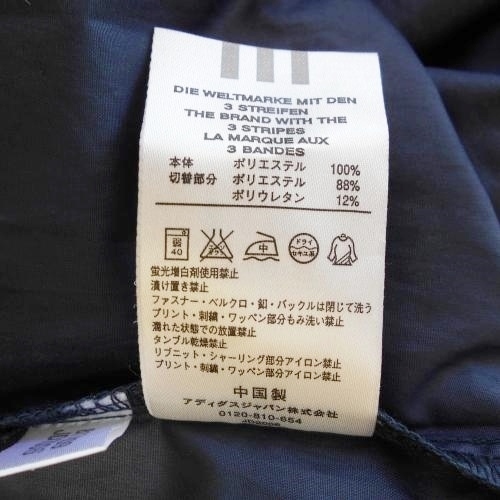 DIE WELTMARKE MIT DEN
3 STREIFEN
THE BRAND WITH THE
3 STRIPES
LA MARQUE AUX
3 BANDES
本体 ポリエステル 100%
切替部分 ポリエステル 88%
ポリウレタン 12%
弱 40 中 ドライ セキユ系
蛍光増白剤使用禁止
漬け置き禁止
ファスナー・ベルクロ・釦・バックルは閉じて洗う
プリント・刺繍・ワッペン部分もみ洗い禁止
濡れた状態での放置禁止
タンブル乾燥禁止
リブニット・シャーリング部分アイロン禁止
プリント・刺繍・ワッペン部分アイロン禁止
中国製
アディダスジャパン株式会社
0120-810-654